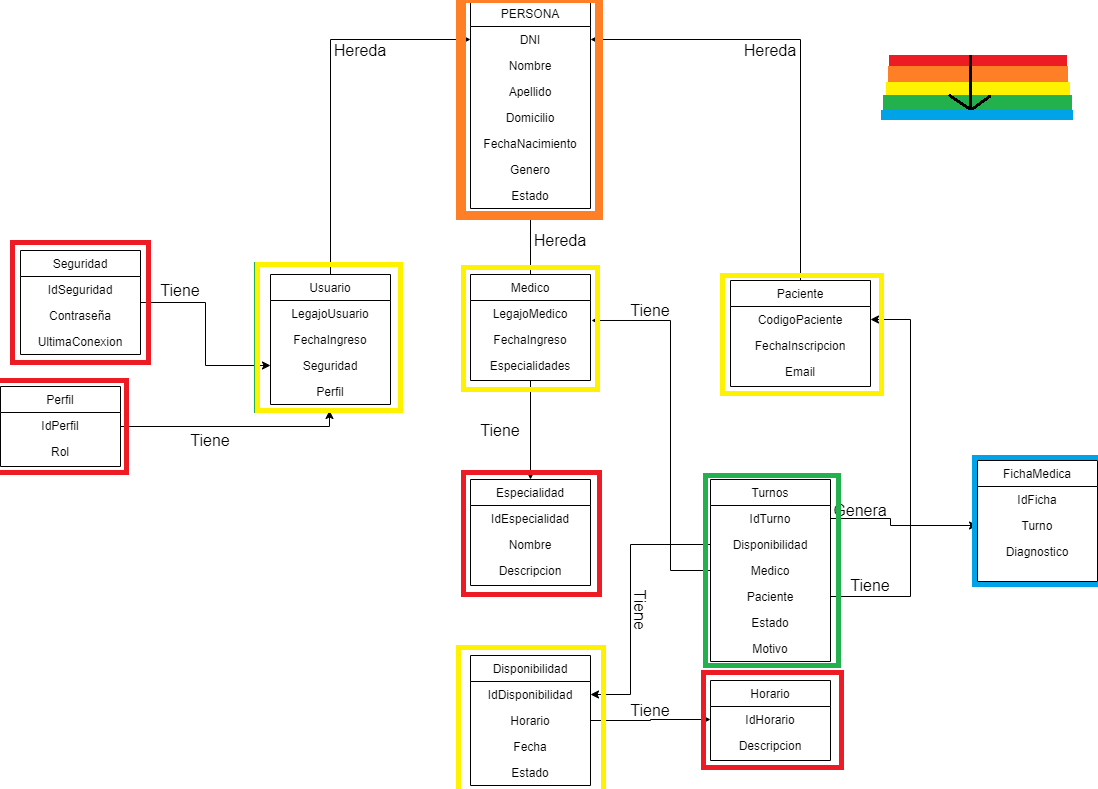 PERSONA
DNI
Nombre
Apellido
Domicilio
FechaNacimiento
Genero
Estado
Hereda
Hereda
Hereda
Seguridad
IdSeguridad
Contraseña
UltimaConexion
Tiene
Usuario
LegajoUsuario
FechaIngreso
Seguridad
Perfil
Medico
LegajoMedico
FechaIngreso
Especialidades
Tiene
Paciente
CodigoPaciente
FechaInscripcion
Email
Perfil
IdPerfil
Rol
Tiene
Tiene
Especialidad
IdEspecialidad
Nombre
Descripcion
Turnos
IdTurno
Disponibilidad
Medico
Paciente
Estado
Motivo
Genera
Tiene
FichaMedica
IdFicha
Turno
Diagnostico
Tiene
Disponibilidad
IdDisponibilidad
Horario
Fecha
Estado
Tiene
Horario
IdHorario
Descripcion